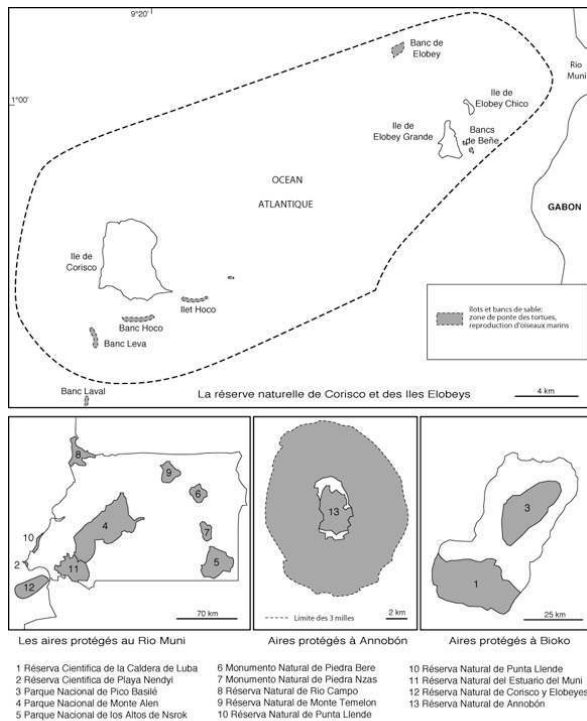 9°20'
1°00'
Banc de
Elobey
Rio
Muni
Ile de
Elobey Chico
Ile de
Elobey Grande
Bancs
de Beñe
OCEAN
ATLANTIQUE
GABON
Ile de
Corisco
Ilet Hoco
Banc Hoco
Banc Leva
Banc Laval
Ilots et bancs de sable:
zone de ponte des tortues,
reproduction d'oiseaux marins
La réserve naturelle de Corisco et des Iles Elobeys
4 km
8
9
6
4
7
10
2
11
5
12
70 km
13
Limite des 3 milles
2 km
3
1
25 km
Les aires protégés au Rio Muni
Aires protégés à Annobón
Aires protégés à Bioko
1 Réserva Cientifica de la Caldera de Luba
2 Réserva Cientifica de Playa Nendyi
3 Parque Nacional de Pico Basilé
4 Parque Nacional de Monte Alen
5 Parque Nacional de los Altos de Nsrok
6 Monumento Natural de Piedra Bere
7 Monumento Natural de Piedra Nzas
8 Réserva Natural de Rio Campo
9 Réserva Natural de Monte Temelon
10 Réserva Natural de Punta Llende
10 Réserva Natural de Punta Llende
11 Réserva Natural del Estuario del Muni
12 Réserva Natural de Corisco y Elobeyes
13 Réserva Natural de Annobón